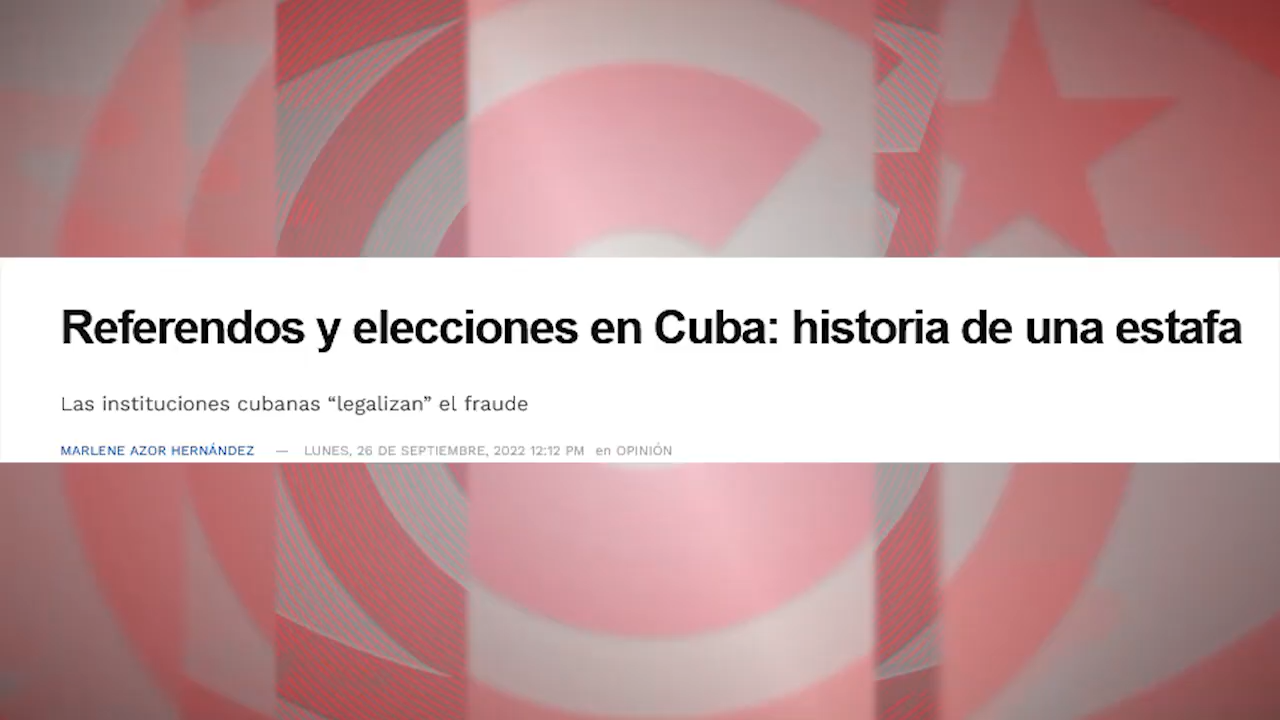 Referendos y elecciones en Cuba: historia de una estafa
Las instituciones cubanas “legalizan” el fraude
MARLENE AZOR HERNÁNDEZ — LUNES, 26 DE SEPTIEMBRE, 2022 12:12 PM en OPINIÓN